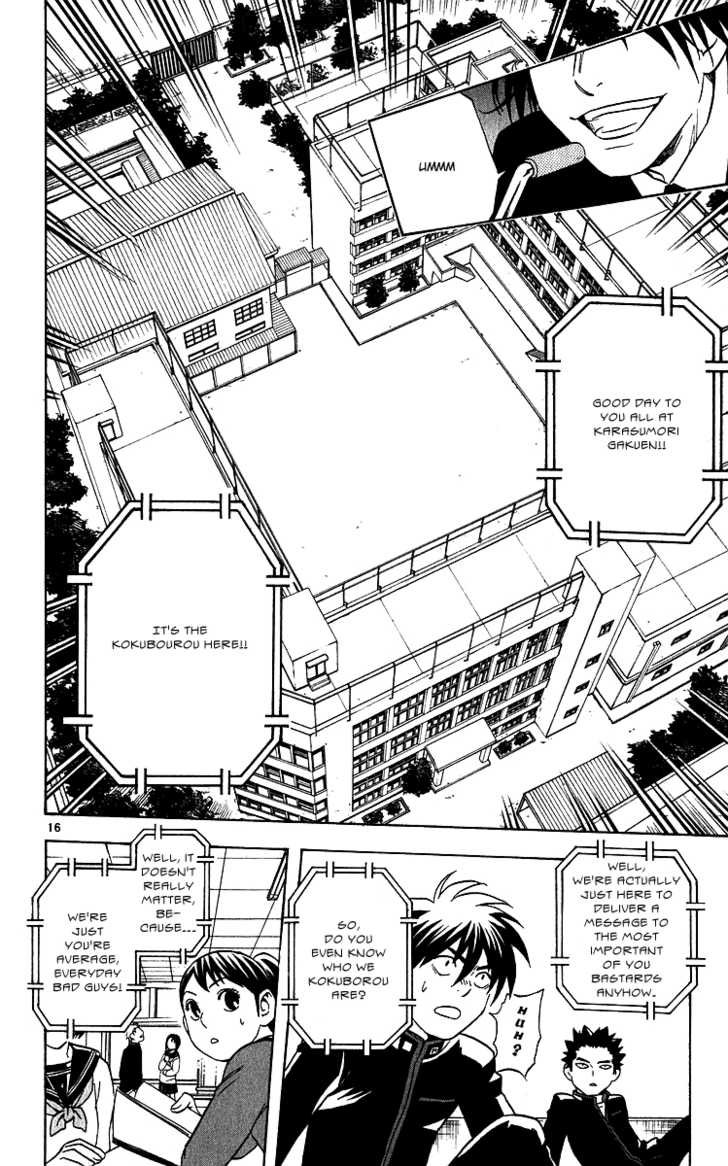 UMMM
GOOD DAY TO
YOU ALL AT
KARASUMORI
GAKUEN!!
IT'S THE
KOKUBOUROU HERE!!
16
WELL,
WE'RE ACTUALLY
JUST HERE TO
DELIVER A
MESSAGE TO
THE MOST
IMPORTANT
OF YOU
BASTARDS
ANYHOW.
HUH?
SO,
DO YOU
EVEN KNOW
WHO WE
KOKUBOROU
ARE?
WELL, IT
DOESN'T
REALLY
MATTER,
BE-
CAUSE...
WE'RE
JUST
YOU'RE
AVERAGE,
EVERYDAY
BAD GUYS!